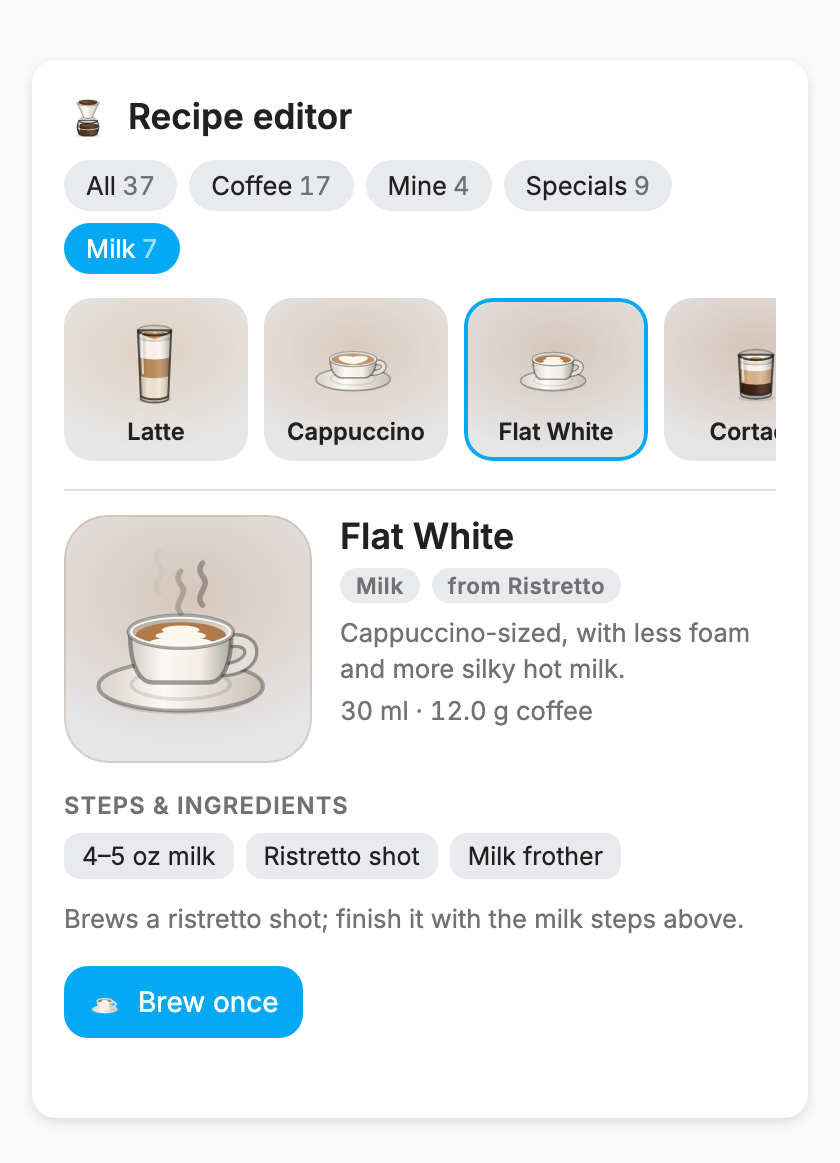 Recipe editor
All 37 Coffee 17 Mine 4 Specials 9
Milk 7
Latte Cappuccino Flat White
Flat White
Milk from Ristretto
Cappuccino-sized, with less foam
and more silky hot milk.
30 ml · 12.0 g coffee
STEPS & INGREDIENTS
4–5 oz milk Ristretto shot Milk frother
Brews a ristretto shot; finish it with the milk steps above.
Brew once